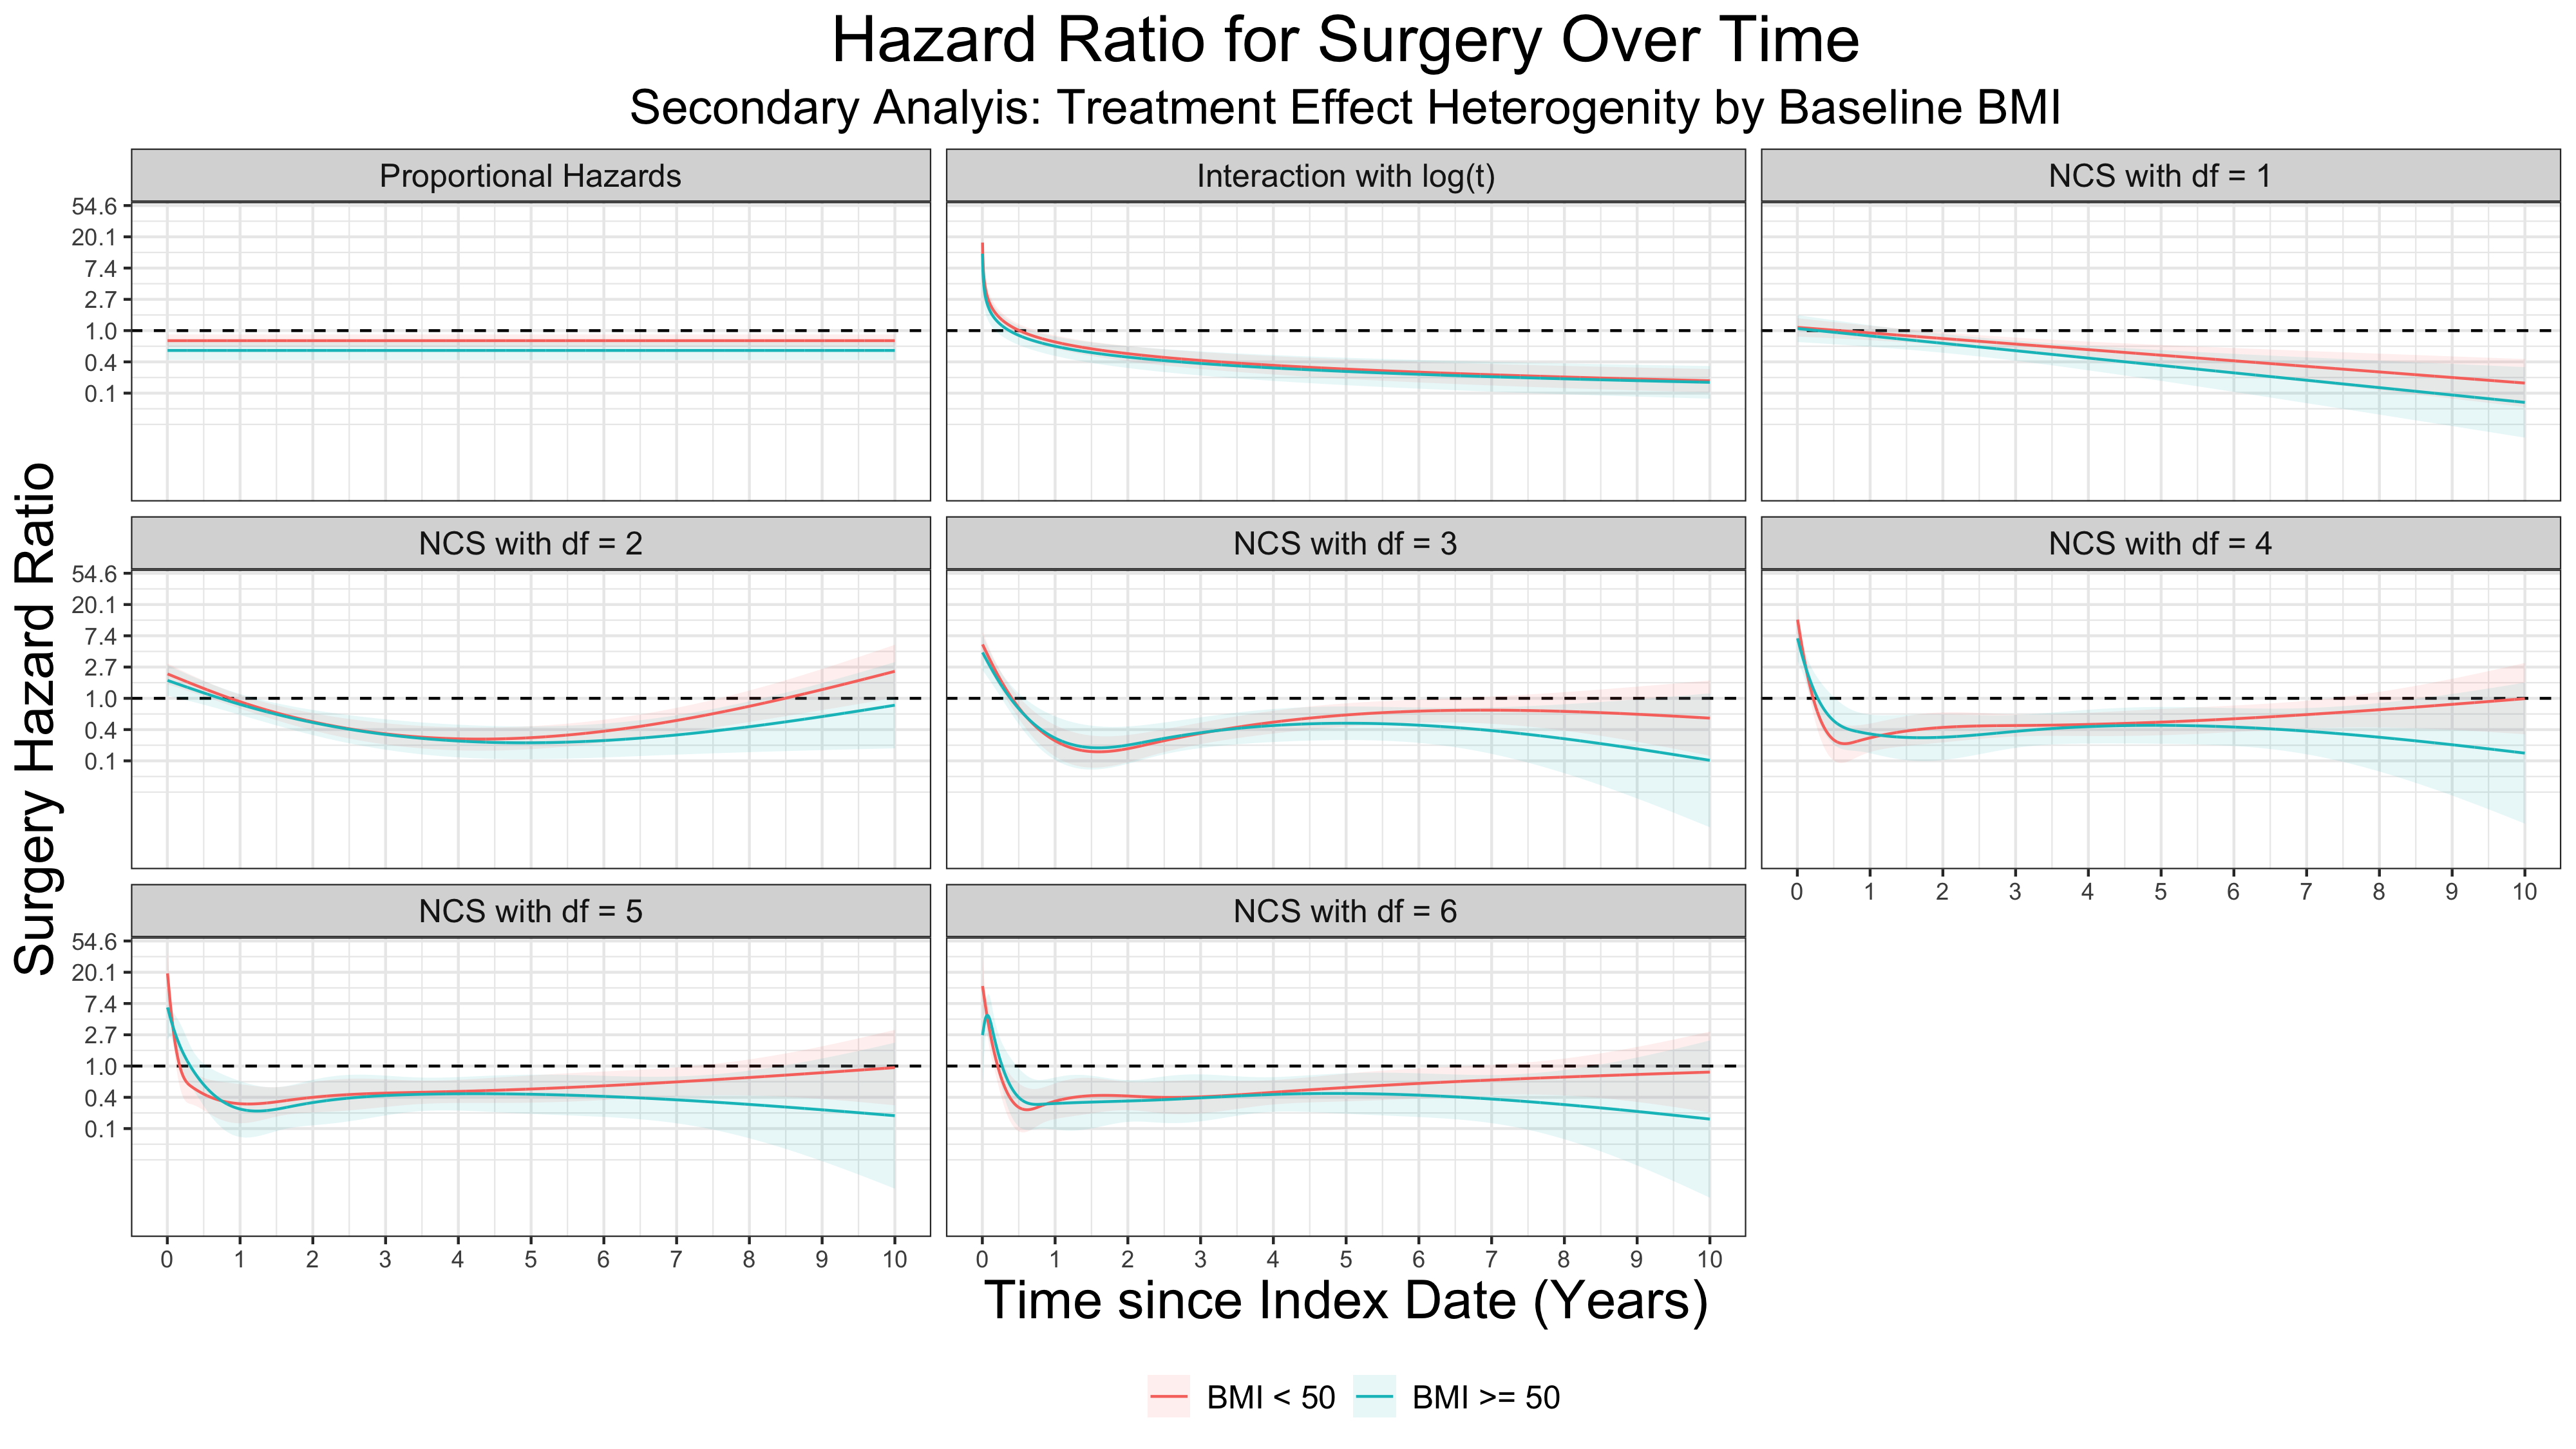 Hazard Ratio for Surgery Over Time
Secondary Analyis: Treatment Effect Heterogenity by Baseline BMI
Proportional Hazards
Interaction with log(t)
NCS with df = 1
54.6
20.1
7.4
2.7
1.0
0.4
0.1
NCS with df = 2
NCS with df = 3
NCS with df = 4
54.6
20.1
7.4
2.7
1.0
0.4
0.1
0 1 2 3 4 5 6 7 8 9 10
NCS with df = 5
NCS with df = 6
54.6
20.1
7.4
2.7
1.0
0.4
0.1
0 1 2 3 4 5 6 7 8 9 10
0 1 2 3 4 5 6 7 8 9 10
Surgery Hazard Ratio
Time since Index Date (Years)
BMI < 50
BMI >= 50